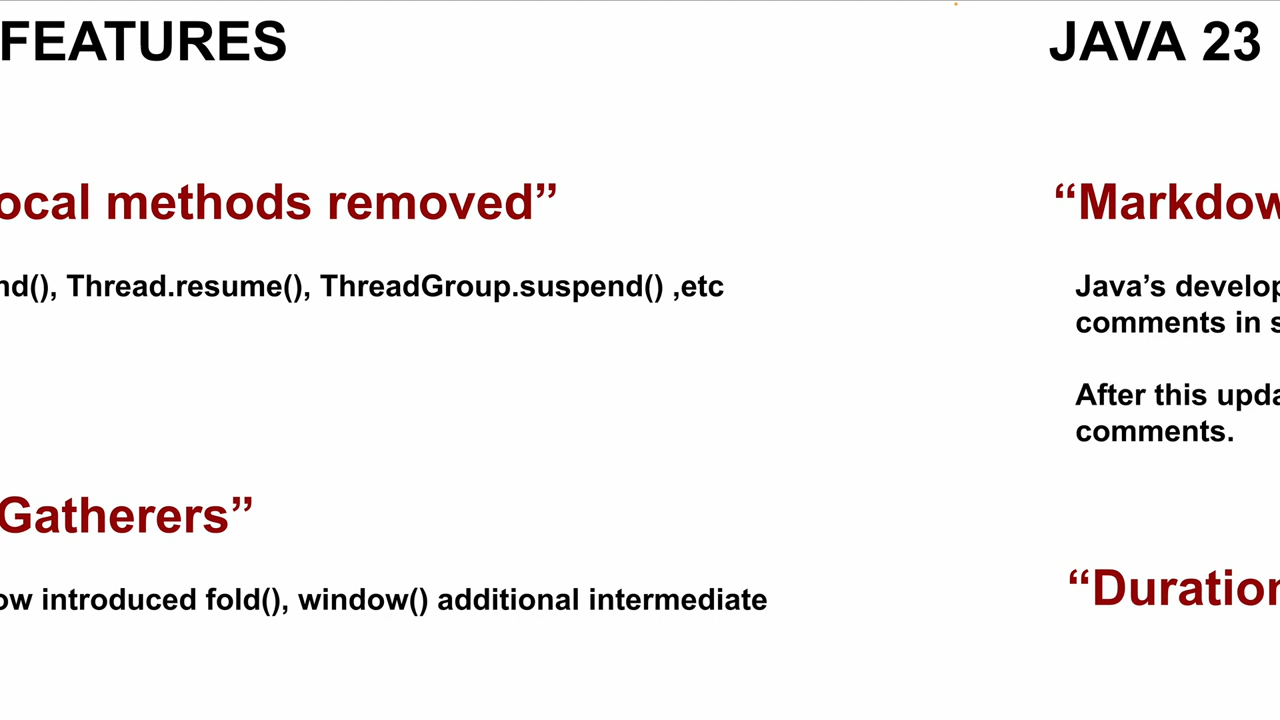 FEATURES
ocal methods removed”
nd(), Thread.resume(), ThreadGroup.suspend() ,etc
Gatherers”
ow introduced fold(), window() additional intermediate
JAVA 23
“Markdow
Java’s develop
comments in s
After this upda
comments.
“Duration